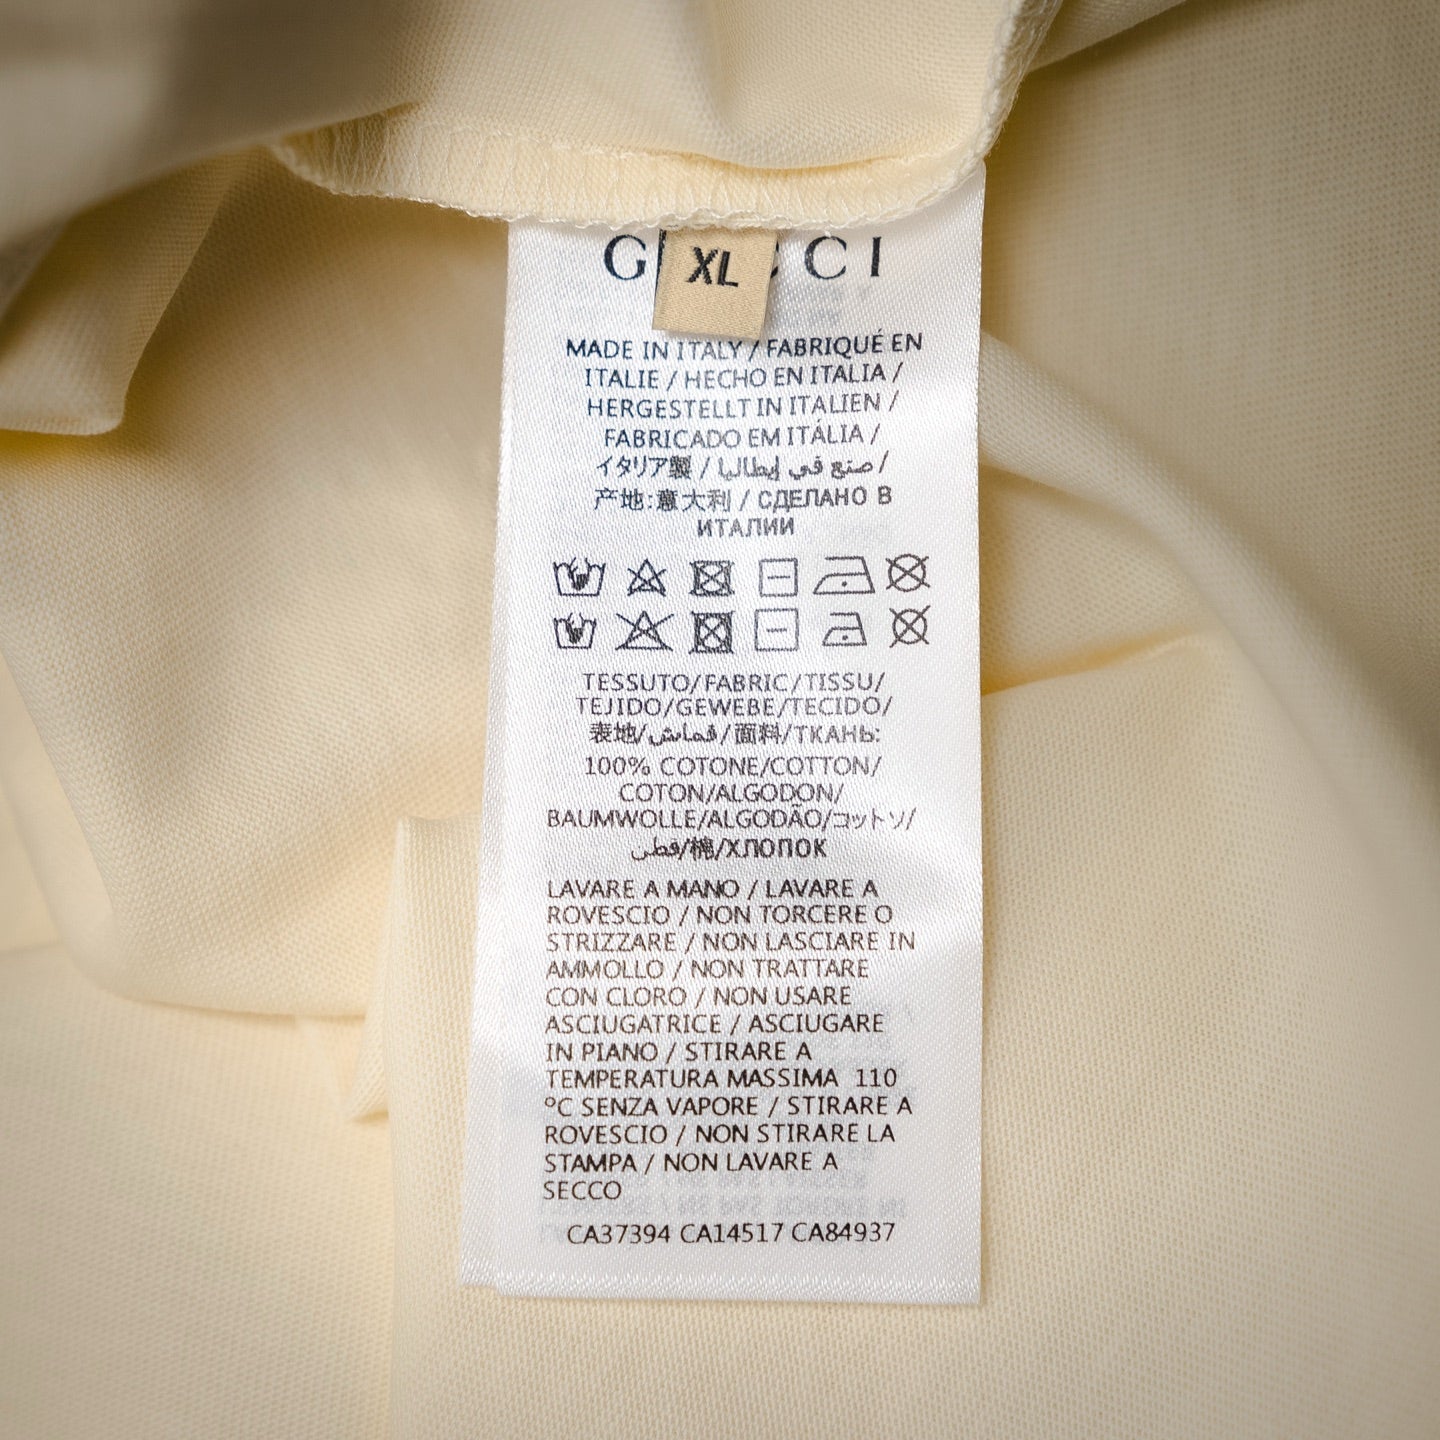 GUCCI
XL
MADE IN ITALY / FABRIQUÉ EN
ITALIE / HECHO EN ITALIA /
HERGESTELLT IN ITALIEN /
FABRICADO EM ITÁLIA /
イタリア製 / صنع في إيطاليا /
产地:意大利 / СДЕЛАНО В
ИТАЛИИ
TESSUTO/FABRIC/TISSU/
TEJIDO/GEWEBE/TECIDO/
表地/قماش/面料/ТКАНЬ:
100% COTONE/COTTON/
COTON/ALGODON/
BAUMWOLLE/ALGODÃO/コットソ/
قطن/棉/ХЛОПОК
LAVARE A MANO / LAVARE A
ROVESCIO / NON TORCERE O
STRIZZARE / NON LASCIARE IN
AMMOLLO / NON TRATTARE
CON CLORO / NON USARE
ASCIUGATRICE / ASCIUGARE
IN PIANO / STIRARE A
TEMPERATURA MASSIMA 110
°C SENZA VAPORE / STIRARE A
ROVESCIO / NON STIRARE LA
STAMPA / NON LAVARE A
SECCO
CA37394 CA14517 CA84937